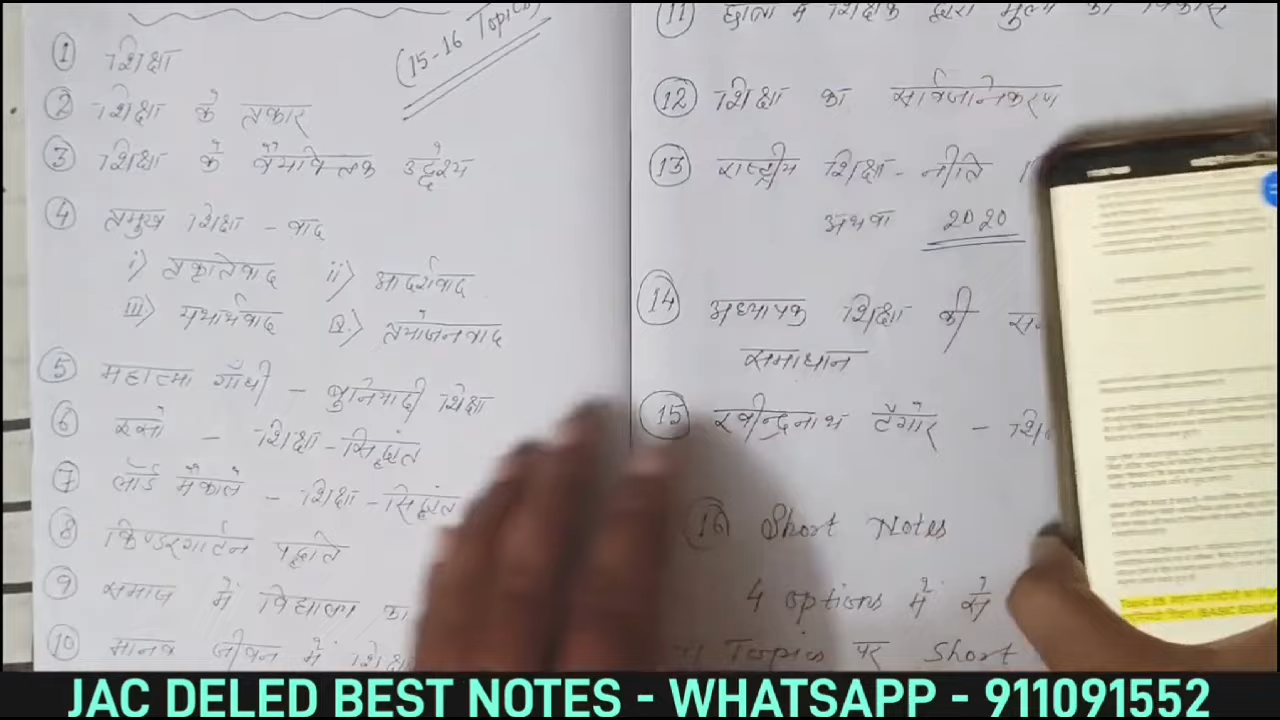 (15-16 Topics)
① शिक्षा
② शिक्षा के प्रकार
③ शिक्षा के वैयक्तिक उद्देश्य
④ प्रमुख शिक्षा - वाद
i) प्रकृतिवाद ii) आदर्शवाद
iii) यथार्थवाद iv) प्रयोजनवाद
⑤ महात्मा गाँधी - बुनियादी शिक्षा
⑥ रूसो - शिक्षा - सिद्धांत
⑦ लॉर्ड मैकाले - शिक्षा - सिद्धांत
⑧ किण्डरगार्टन पद्धति
⑨ समाज में विद्यालय का
⑩ मानव जीवन में
⑪ छात्रों में शिक्षक द्वारा मूल्यों का विकास
⑫ शिक्षा का सार्वजनिकरण
⑬ राष्ट्रीय शिक्षा - नीति
अथवा 2020
⑭ अध्यापक शिक्षा की
समाधान
⑮ रवीन्द्रनाथ टैगोर -
⑯ Short Notes
4 options में से
Topics पर Short
JAC DELED BEST NOTES - WHATSAPP - 911091552